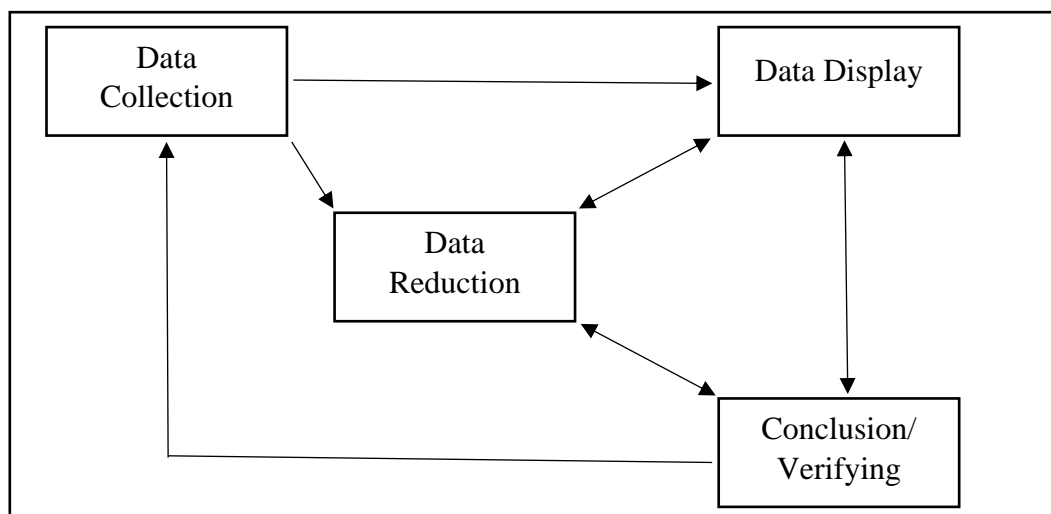 Data
Collection
Data Display
Data
Reduction
Conclusion/
Verifying